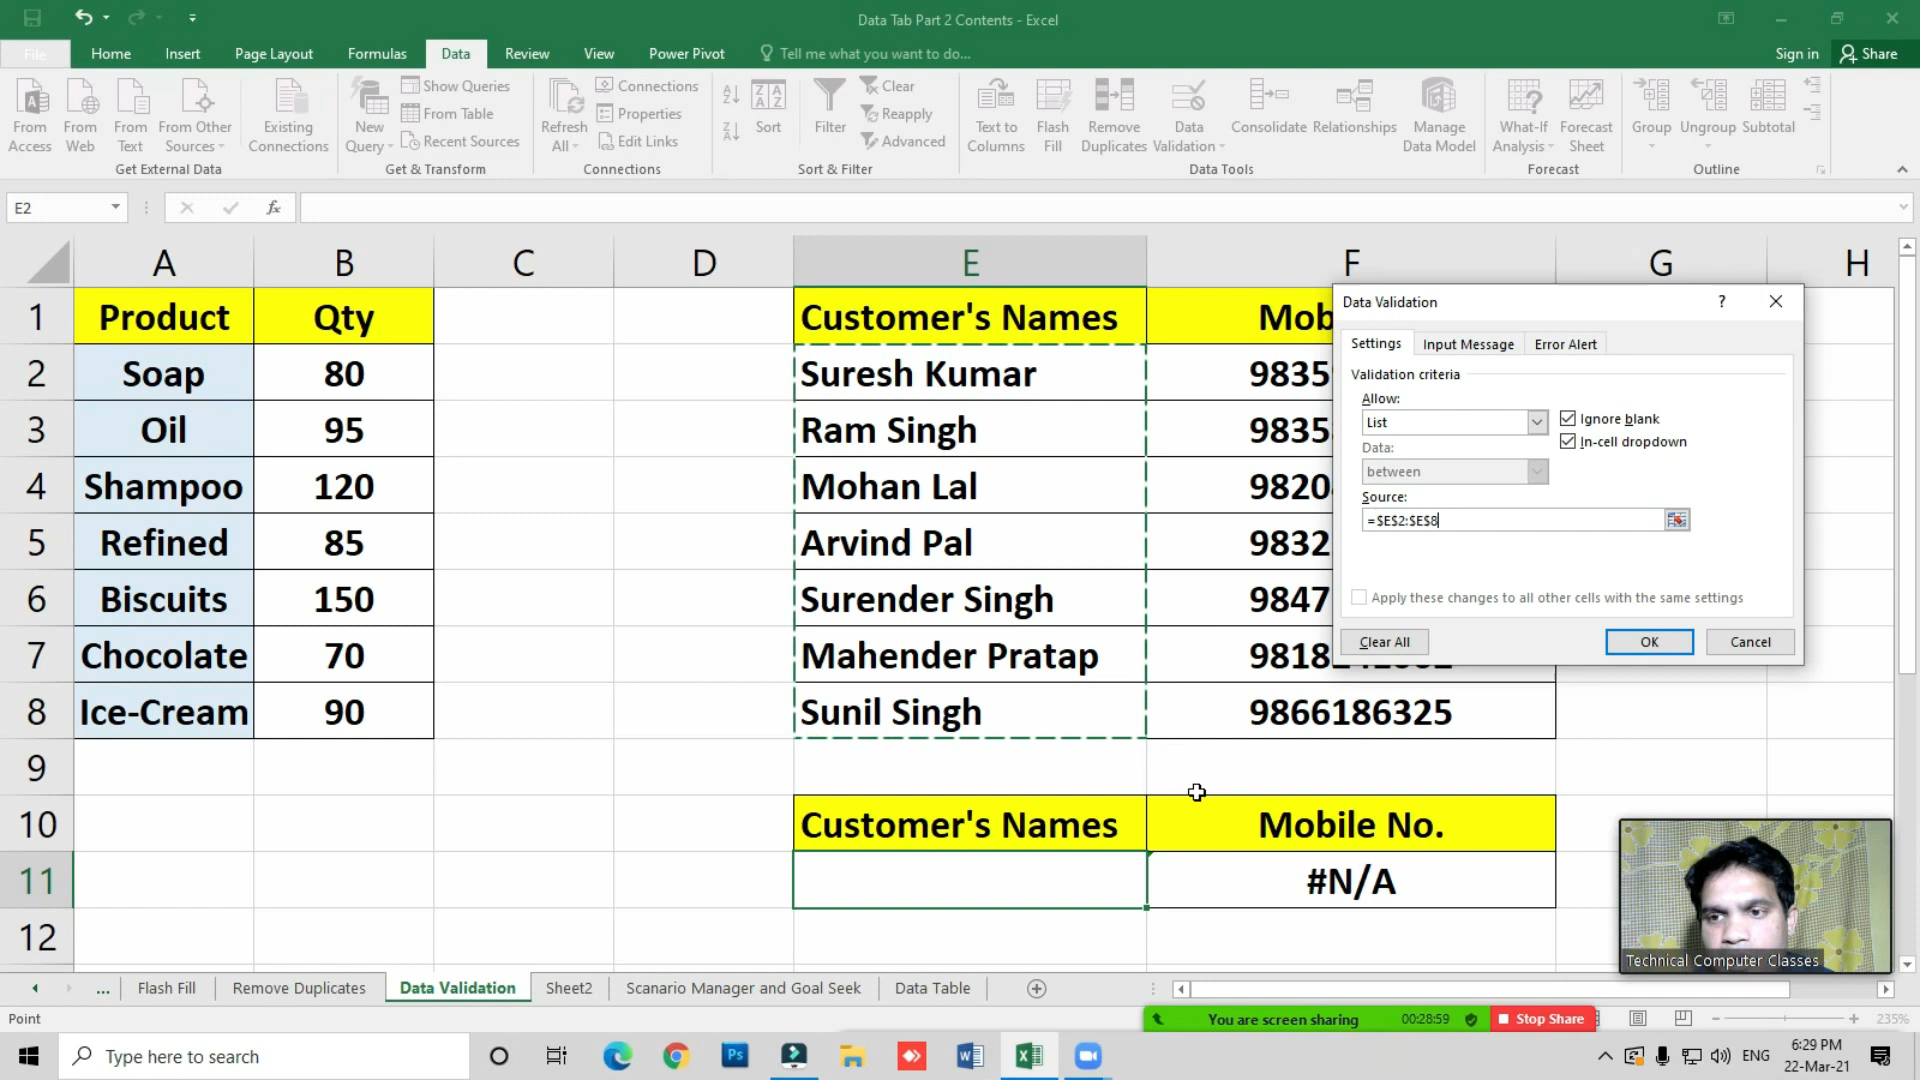 Data Tab Part 2 Contents - Excel
File
Home
Insert
Page Layout
Formulas
Data
Review
View
Power Pivot
Tell me what you want to do...
Sign in
Share
From Access
From Web
From Text
From Other Sources
Existing Connections
Get External Data
New Query
Show Queries
From Table
Recent Sources
Get & Transform
Refresh All
Connections
Properties
Edit Links
Connections
Sort
Filter
Clear
Reapply
Advanced
Sort & Filter
Text to Columns
Flash Fill
Remove Duplicates
Data Validation
Consolidate
Relationships
Manage Data Model
Data Tools
What-If Analysis
Forecast Sheet
Forecast
Group
Ungroup
Subtotal
Outline
E2
fx
A B C D E F G H
1 Product Qty Customer's Names Mob
2 Soap 80 Suresh Kumar 9835
3 Oil 95 Ram Singh 9835
4 Shampoo 120 Mohan Lal 9820
5 Refined 85 Arvind Pal 9832
6 Biscuits 150 Surender Singh 9847
7 Chocolate 70 Mahender Pratap
8 Ice-Cream 90 Sunil Singh 9866186325
9
10 Customer's Names Mobile No.
11 #N/A
12
Data Validation ?
Settings Input Message Error Alert
Validation criteria
Allow:
List
Ignore blank
In-cell dropdown
Data:
between
Source:
=$E$2:$E$8
Apply these changes to all other cells with the same settings
Clear All OK Cancel
Technical Computer Classes
... Flash Fill Remove Duplicates Data Validation Sheet2 Scanario Manager and Goal Seek Data Table
Point
You are screen sharing 00:28:59 Stop Share
235%
Type here to search
Ps
ENG
6:29 PM
22-Mar-21